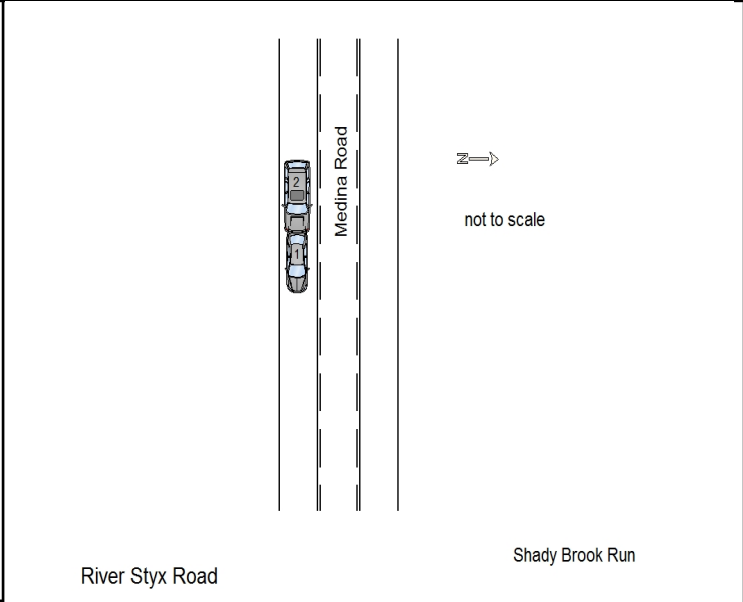 Medina Road
N
2
not to scale
1
Shady Brook Run
River Styx Road